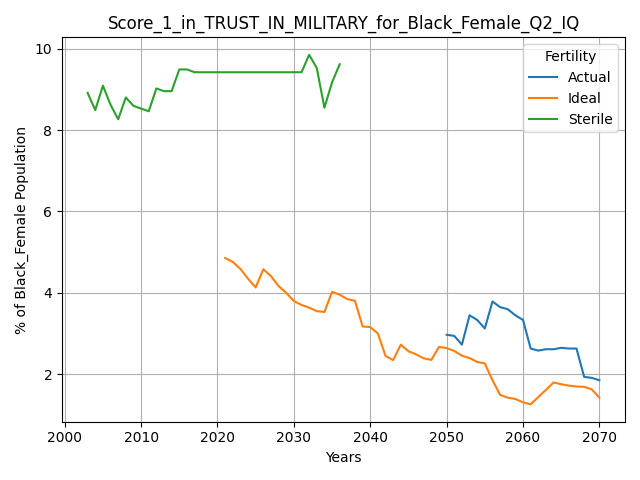 Score_1_in_TRUST_IN_MILITARY_for_Black_Female_Q2_IQ
Fertility
Actual
Ideal
Sterile
% of Black_Female Population
10
8
6
4
2
2000 2010 2020 2030 2040 2050 2060 2070
Years